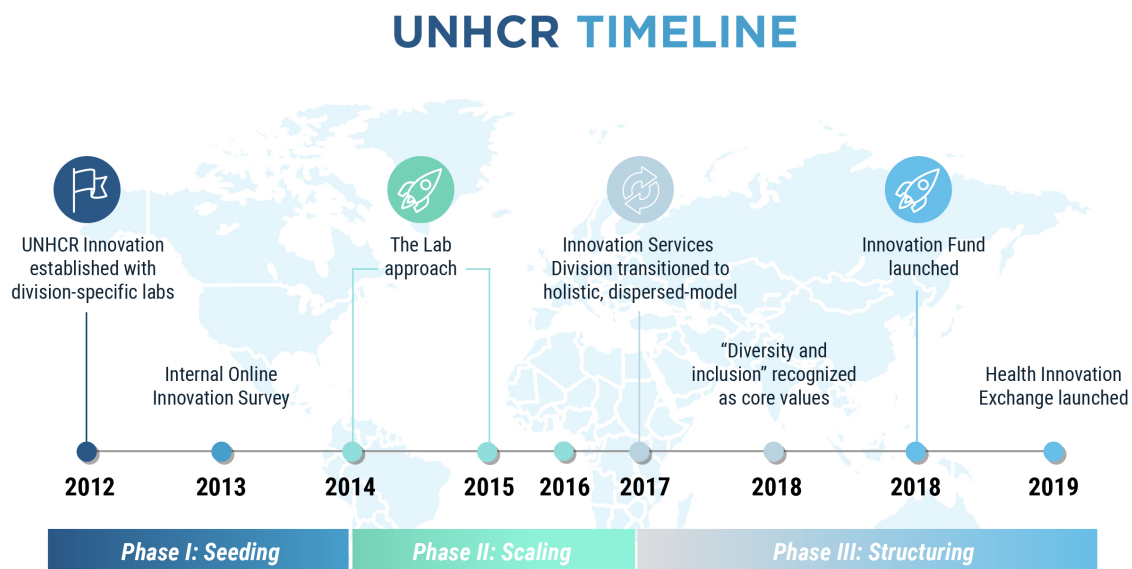 UNHCR TIMELINE
UNHCR Innovation
established with
division-specific labs
Internal Online
Innovation Survey
The Lab
approach
Innovation Services
Division transitioned to
holistic, dispersed-model
“Diversity and
inclusion” recognized
as core values
Innovation Fund
launched
Health Innovation
Exchange launched
2012 2013 2014 2015 2016 2017 2018 2018 2019
Phase I: Seeding Phase II: Scaling Phase III: Structuring